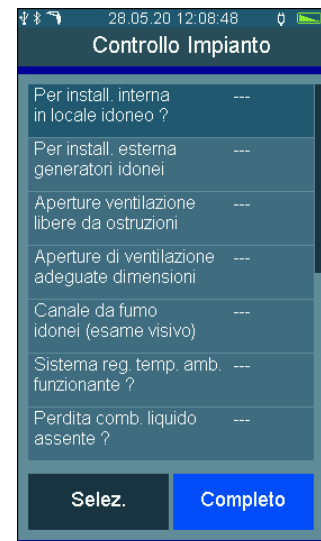 28.05.20 12:08:48
Controllo Impianto
Per install. interna ---
in locale idoneo ?
Per install. esterna ---
generatori idonei
Aperture ventilazione ---
libere da ostruzioni
Aperture di ventilazione ---
adeguate dimensioni
Canale da fumo ---
idonei (esame visivo)
Sistema reg. temp. amb. ---
funzionante ?
Perdita comb. liquido ---
assente ?
Selez. Completo